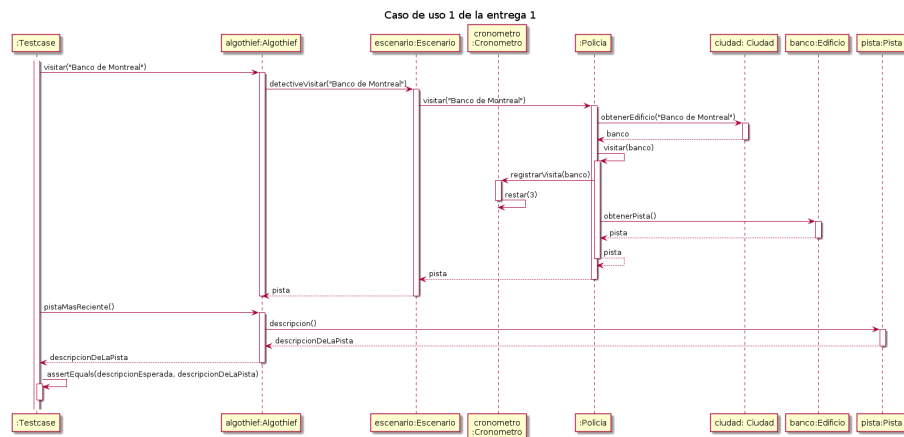 Caso de uso 1 de la entrega 1
:Testcase
algothief:Algothief
escenario:Escenario
cronometro
:Cronometro
:Policia
ciudad: Ciudad
banco:Edificio
pista:Pista
visitar("Banco de Montreal")
detectiveVisitar("Banco de Montreal")
visitar("Banco de Montreal")
obtenerEdificio("Banco de Montreal")
banco
visitar(banco)
registrarVisita(banco)
restar(3)
obtenerPista()
pista
pista
pista
pista
pistaMasReciente()
descripcion()
descripcionDeLaPista
descripcionDeLaPista
assertEquals(descripcionEsperada, descripcionDeLaPista)
:Testcase
algothief:Algothief
escenario:Escenario
cronometro
:Cronometro
:Policia
ciudad: Ciudad
banco:Edificio
pista:Pista